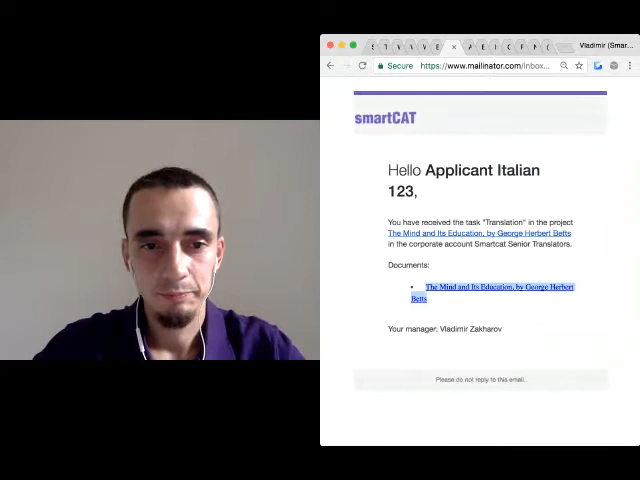 Vladimir (Smar...
Secure
https://www.mailinator.com/inbox...
smartCAT
Hello Applicant Italian
123,
You have received the task "Translation" in the project
The Mind and Its Education, by George Herbert Betts
in the corporate account Smartcat Senior Translators.
Documents:
• The Mind and Its Education, by George Herbert
Betts
Your manager: Vladimir Zakharov
Please do not reply to this email.